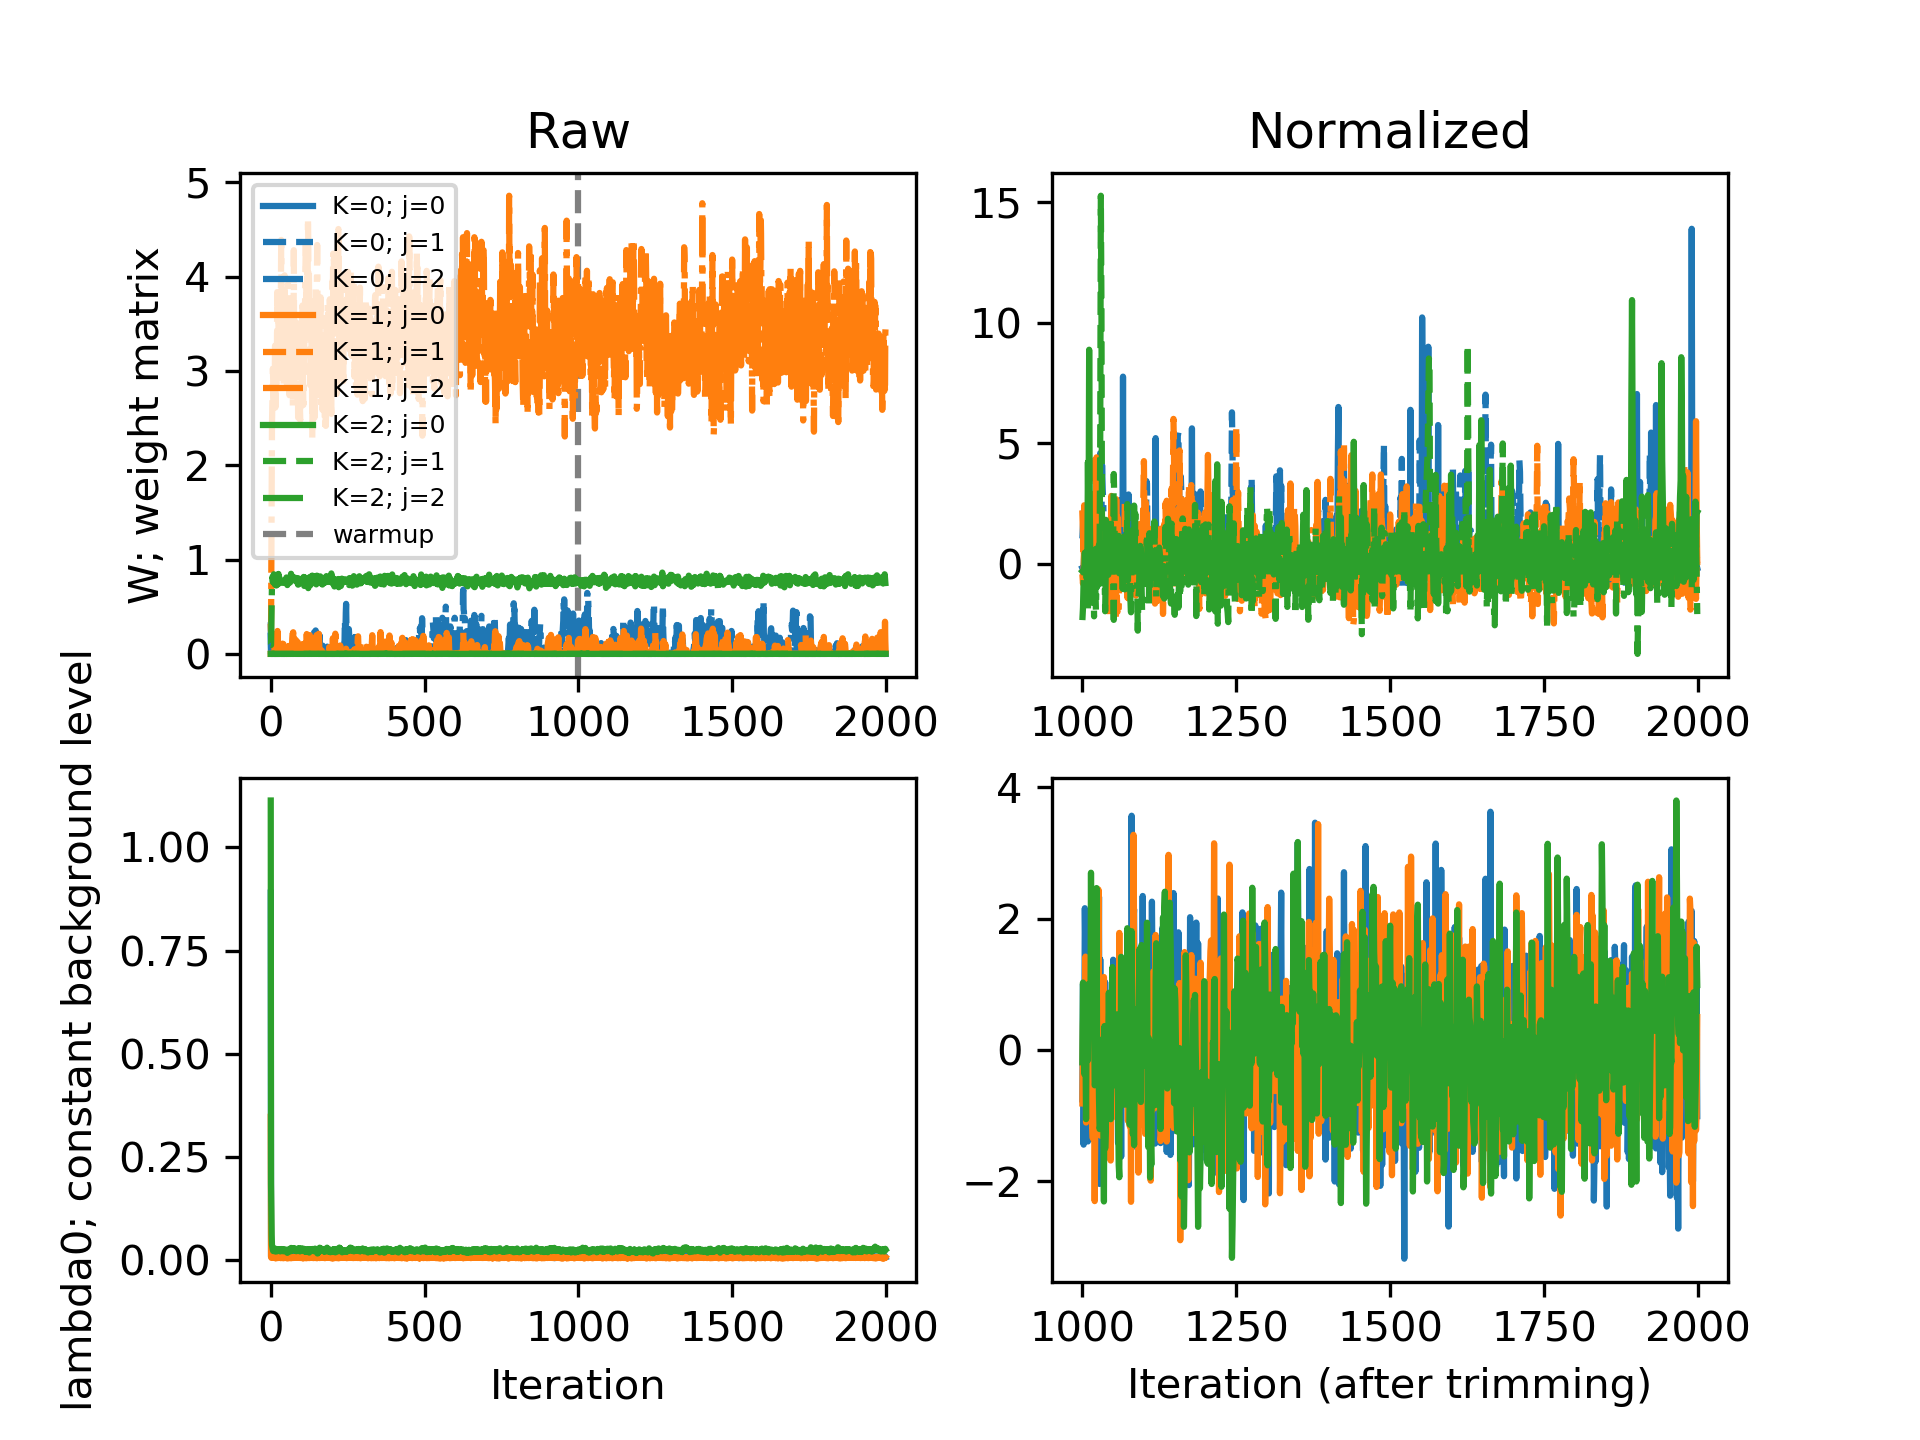 Raw
Normalized
W; weight matrix
5
4
3
2
1
0
K=0; j=0
K=0; j=1
K=0; j=2
K=1; j=0
K=1; j=1
K=1; j=2
K=2; j=0
K=2; j=1
K=2; j=2
warmup
0
500
1000
1500
2000
15
10
5
0
1000
1250
1500
1750
2000
lambda0; constant background level
1.00
0.75
0.50
0.25
0.00
0
500
1000
1500
2000
Iteration
4
2
0
−2
1000
1250
1500
1750
2000
Iteration (after trimming)